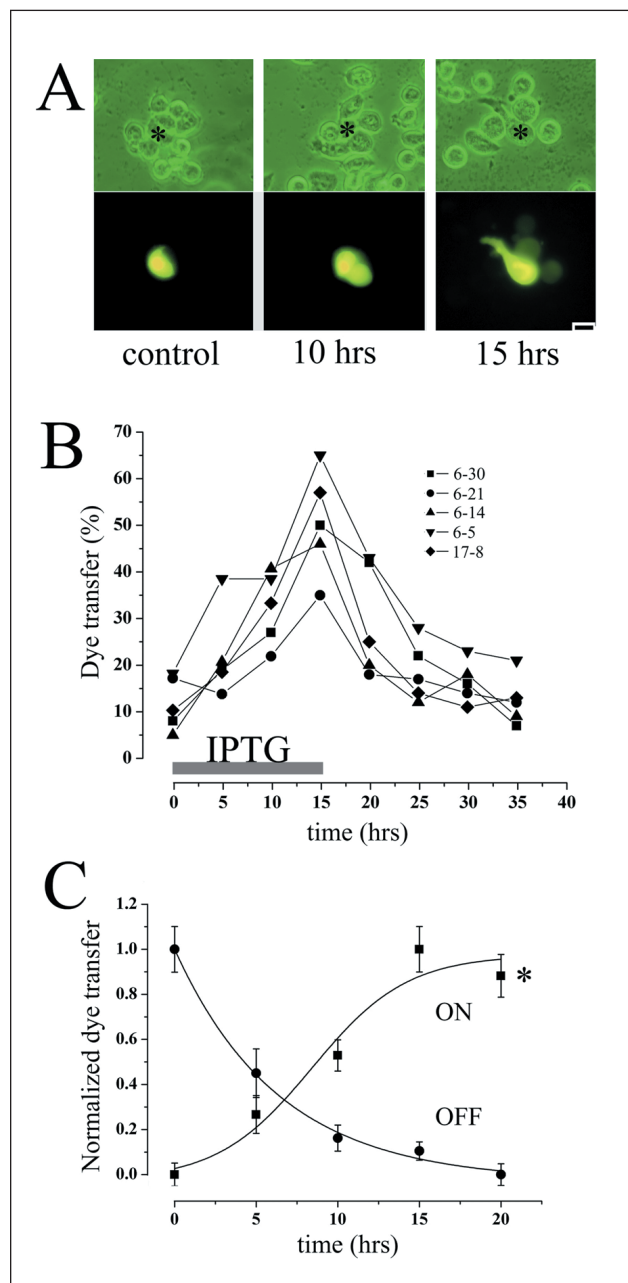 A
*
*
*
control
10 hrs
15 hrs
B
Dye transfer (%)
70
60
50
40
30
20
10
0
6-30
6-21
6-14
6-5
17-8
IPTG
0 5 10 15 20 25 30 35 40
time (hrs)
C
Normalized dye transfer
1.2
1.0
0.8
0.6
0.4
0.2
0.0
*
ON
OFF
0 5 10 15 20
time (hrs)